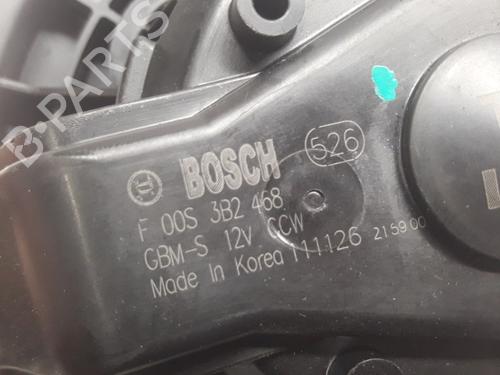 BOSCH 526
F 00S 3B2 468
GBM-S 12V CCW
Made In Korea 111126 215900
B-PARTS